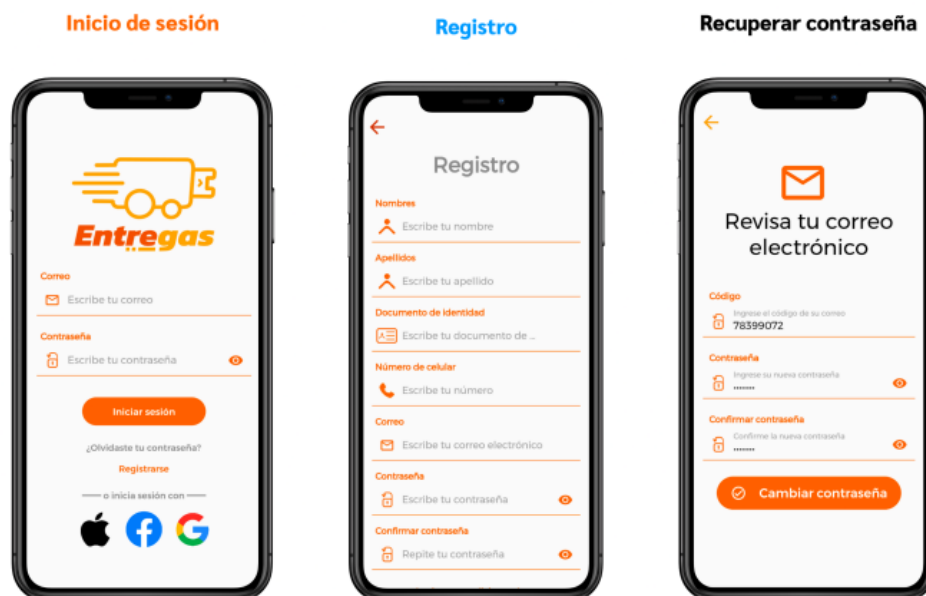 Inicio de sesión
Registro
Recuperar contraseña
Entregas
Correo
Escribe tu correo
Contraseña
Escribe tu contraseña
Iniciar sesión
¿Olvidaste tu contraseña?
Registrarse
o inicia sesión con
Registro
Nombres
Escribe tu nombre
Apellidos
Escribe tu apellido
Documento de identidad
Escribe tu documento de ...
Número de celular
Escribe tu número
Correo
Escribe tu correo electrónico
Contraseña
Escribe tu contraseña
Confirmar contraseña
Repite tu contraseña
Revisa tu correo
electrónico
Código
Ingrese el código de su correo
78399072
Contraseña
Ingrese su nueva contraseña
•••••••
Confirmar contraseña
Confirme la nueva contraseña
•••••••
Cambiar contraseña